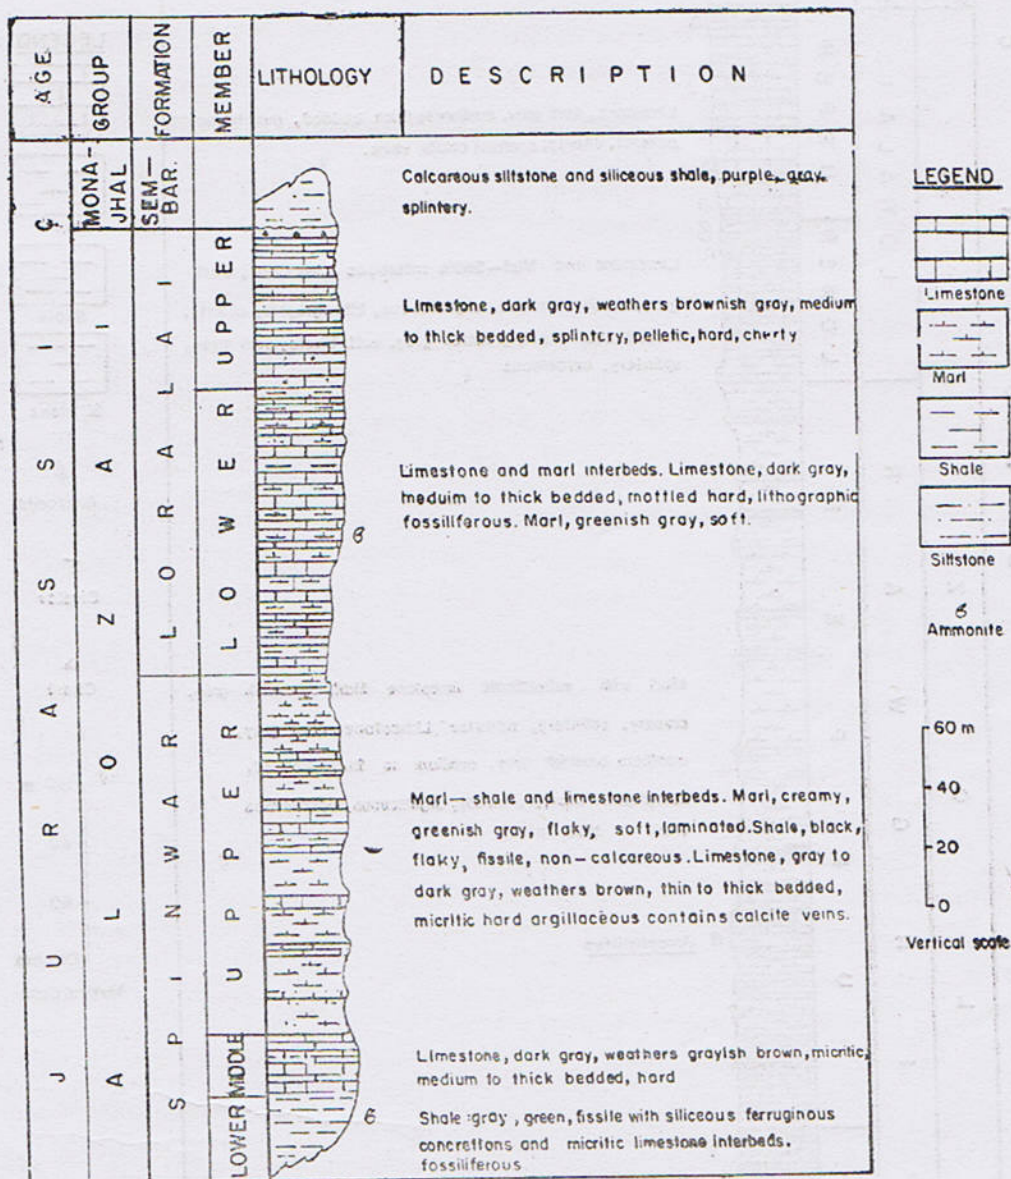 AGE
GROUP
FORMATION
MEMBER
LITHOLOGY
DESCRIPTION
MONA-
JHAL
SEM-
BAR.
Calcareous siltstone and siliceous shale, purple, gray
splintery.
JURASSIC
ALOZAI
SPINWAR
LORALAI
UPPER
Limestone, dark gray, weathers brownish gray, medium
to thick bedded, splintery, pelletic, hard, cherty
LOWER
Limestone and marl interbeds. Limestone, dark gray,
meduim to thick bedded, mottled hard, lithographic
fossiliferous. Marl, greenish gray, soft.
UPPER
Marl — shale and limestone interbeds. Marl, creamy,
greenish gray, flaky, soft, laminated. Shale, black,
flaky, fissile, non-calcareous. Limestone, gray to
dark gray, weathers brown, thin to thick bedded,
micritic hard argillaceous contains calcite veins.
MIDDLE
Limestone, dark gray, weathers grayish brown, micritic,
medium to thick bedded, hard
LOWER
Shale :gray, green, fissile with siliceous ferruginous
concretions and micritic limestone interbeds.
fossiliferous
LEGEND
Limestone
Marl
Shale
Siltstone
Ammonite
60 m
40
20
0
Vertical scale